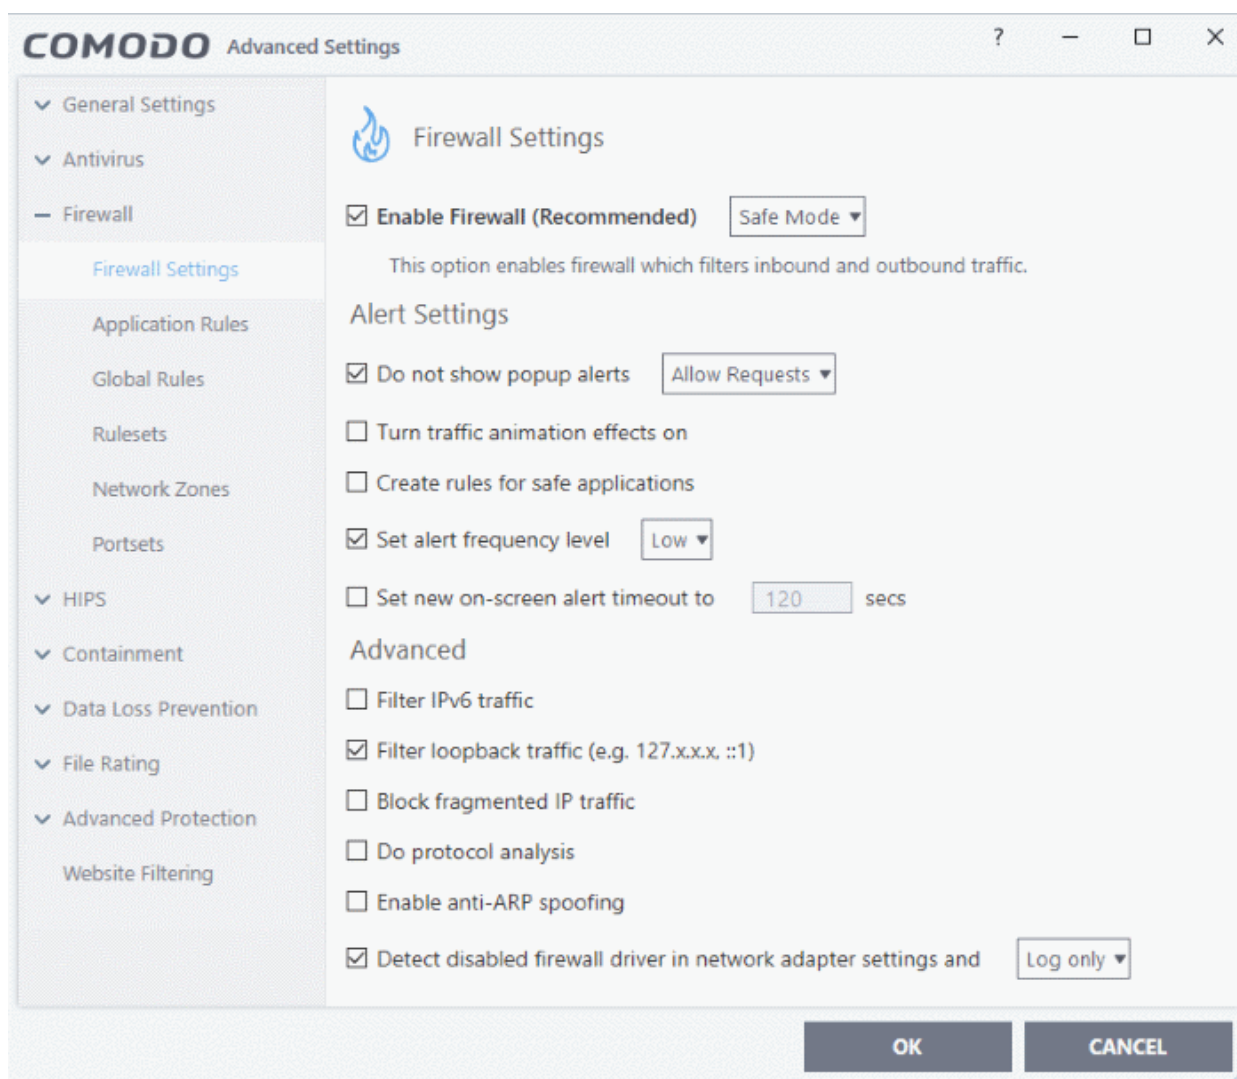 COMODO Advanced Settings ?
General Settings
Antivirus
Firewall
Firewall Settings
Application Rules
Global Rules
Rulesets
Network Zones
Portsets
HIPS
Containment
Data Loss Prevention
File Rating
Advanced Protection
Website Filtering
Firewall Settings
Enable Firewall (Recommended) Safe Mode
This option enables firewall which filters inbound and outbound traffic.
Alert Settings
Do not show popup alerts Allow Requests
Turn traffic animation effects on
Create rules for safe applications
Set alert frequency level Low
Set new on-screen alert timeout to 120 secs
Advanced
Filter IPv6 traffic
Filter loopback traffic (e.g. 127.x.x.x, ::1)
Block fragmented IP traffic
Do protocol analysis
Enable anti-ARP spoofing
Detect disabled firewall driver in network adapter settings and Log only
OK CANCEL